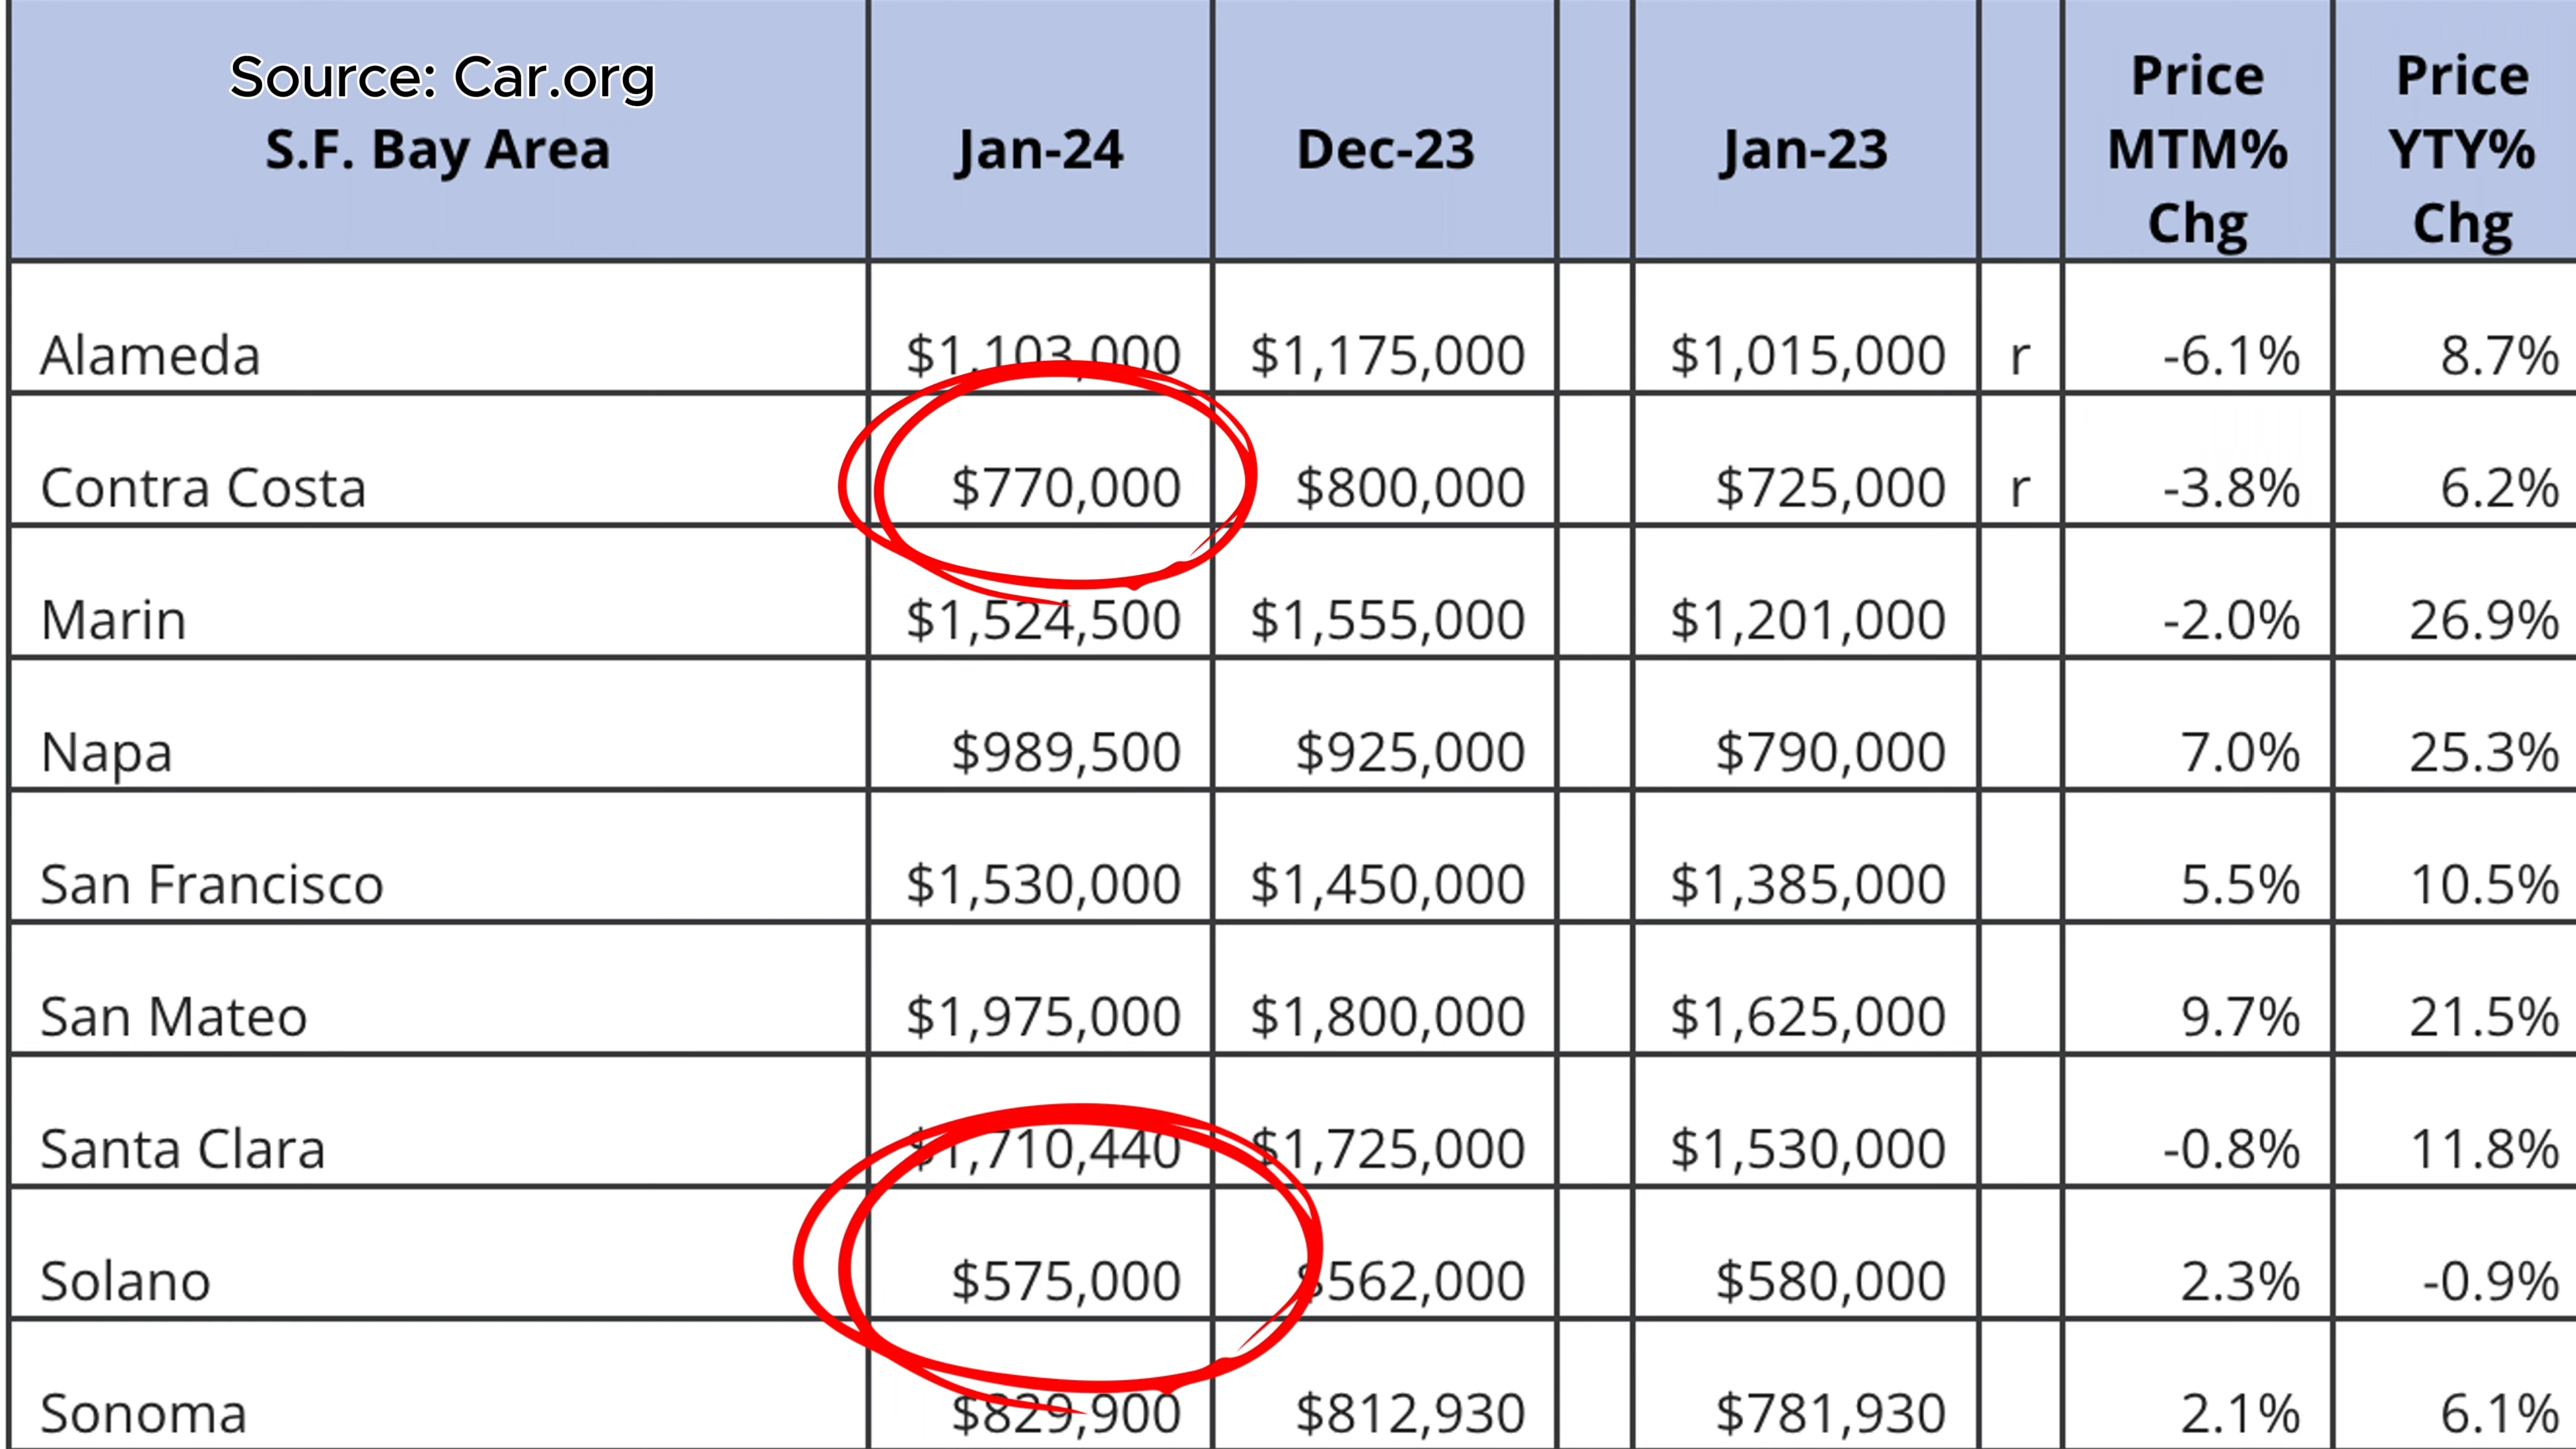 Source: Car.org
S.F. Bay Area Jan-24 Dec-23 Jan-23 Price MTM% Chg Price YTY% Chg
Alameda $1,103,000 $1,175,000 $1,015,000 r -6.1% 8.7%
Contra Costa $770,000 $800,000 $725,000 r -3.8% 6.2%
Marin $1,524,500 $1,555,000 $1,201,000 -2.0% 26.9%
Napa $989,500 $925,000 $790,000 7.0% 25.3%
San Francisco $1,530,000 $1,450,000 $1,385,000 5.5% 10.5%
San Mateo $1,975,000 $1,800,000 $1,625,000 9.7% 21.5%
Santa Clara $1,710,440 $1,725,000 $1,530,000 -0.8% 11.8%
Solano $575,000 $562,000 $580,000 2.3% -0.9%
Sonoma $829,900 $812,930 $781,930 2.1% 6.1%